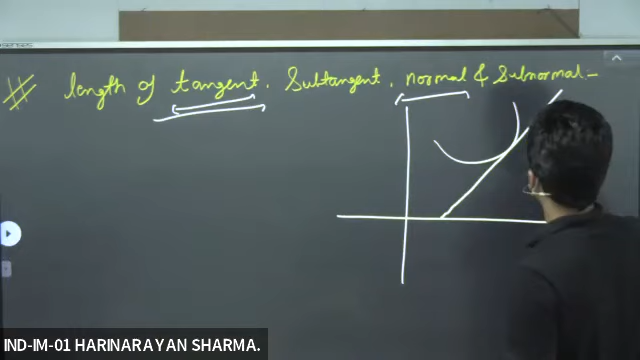 length of tangent, Subtangent, normal & Subnormal -
IND-IM-01 HARINARAYAN SHARMA.